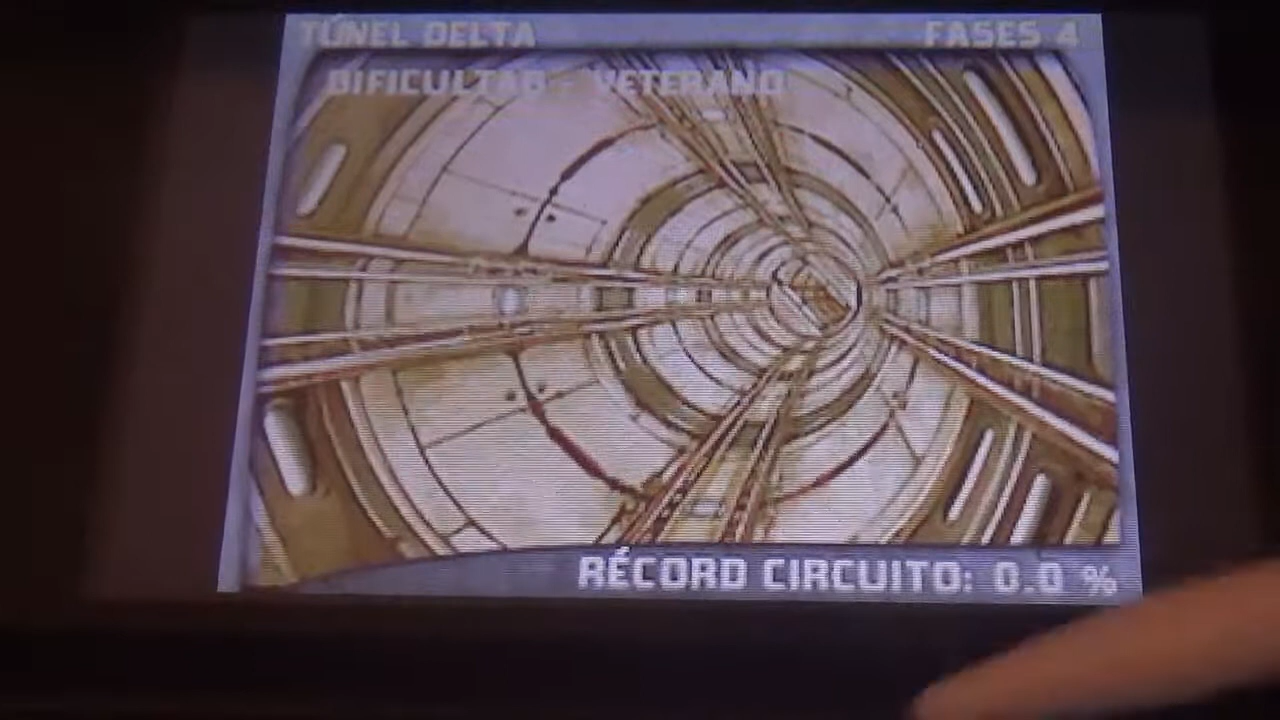 TÚNEL DELTA FASES 4
DIFICULTAD - VETERANO
RÉCORD CIRCUITO: 0.0 %